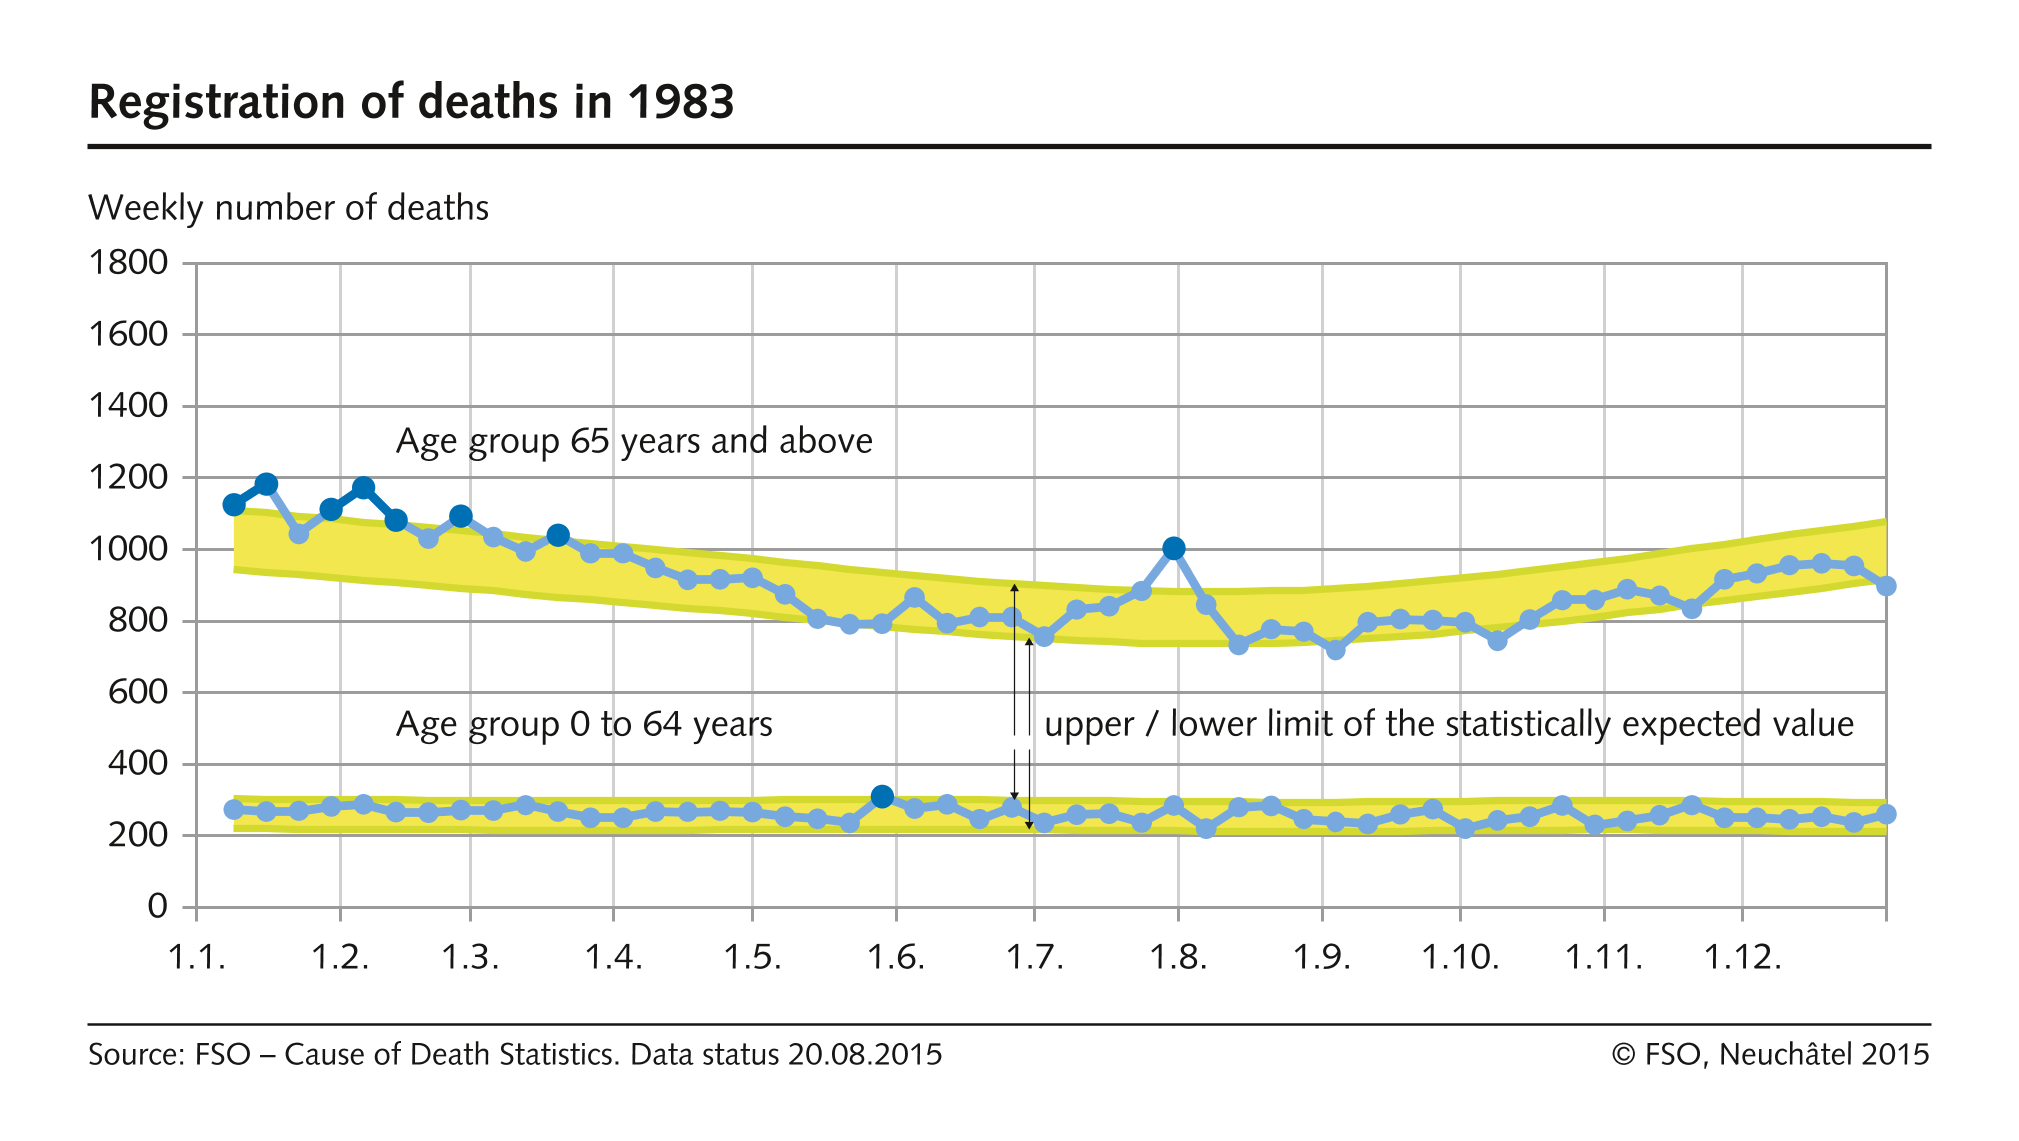 Registration of deaths in 1983
Weekly number of deaths
1800
1600
1400
Age group 65 years and above
1200
1000
800
600
Age group 0 to 64 years
upper / lower limit of the statistically expected value
400
200
0
1.1. 1.2. 1.3. 1.4. 1.5. 1.6. 1.7. 1.8. 1.9. 1.10. 1.11. 1.12.
Source: FSO – Cause of Death Statistics. Data status 20.08.2015
© FSO, Neuchâtel 2015